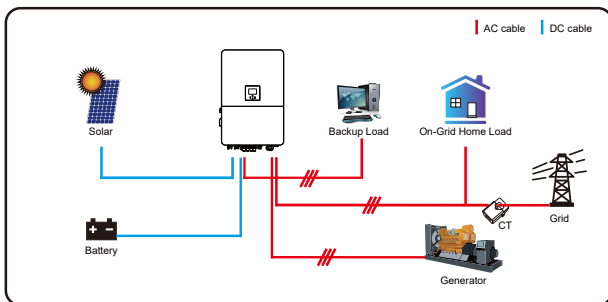 AC cable DC cable
Solar
Backup Load
On-Grid Home Load
Battery
CT
Grid
Generator